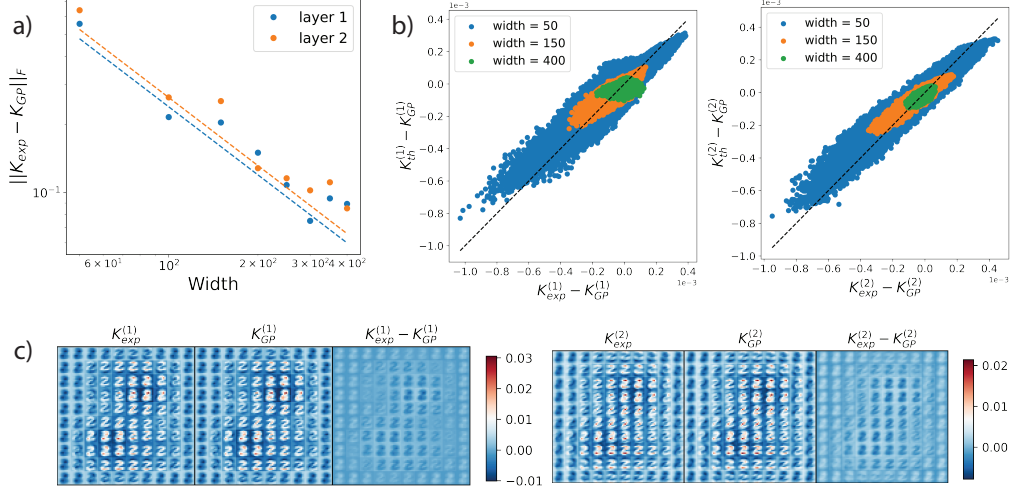 a)
||K_exp − K_GP||_F
layer 1
layer 2
10^−1
6 × 10^1
10^2
2 × 10^2
3 × 10^2
4 × 10^2
Width
b)
1e−3
K_th^(1) − K_GP^(1)
width = 50
width = 150
width = 400
0.4
0.2
0.0
−0.2
−0.4
−0.6
−0.8
−1.0
−1.0 −0.8 −0.6 −0.4 −0.2 0.0 0.2 0.4
1e−3
K_exp^(1) − K_GP^(1)
1e−3
K_th^(2) − K_GP^(2)
width = 50
width = 150
width = 400
0.4
0.2
0.0
−0.2
−0.4
−0.6
−0.8
−1.0
−1.0 −0.8 −0.6 −0.4 −0.2 0.0 0.2 0.4
1e−3
K_exp^(2) − K_GP^(2)
c)
K_exp^(1)
K_GP^(1)
K_exp^(1) − K_GP^(1)
0.03
0.02
0.01
0.00
−0.01
K_exp^(2)
K_GP^(2)
K_exp^(2) − K_GP^(2)
0.02
0.01
0.00